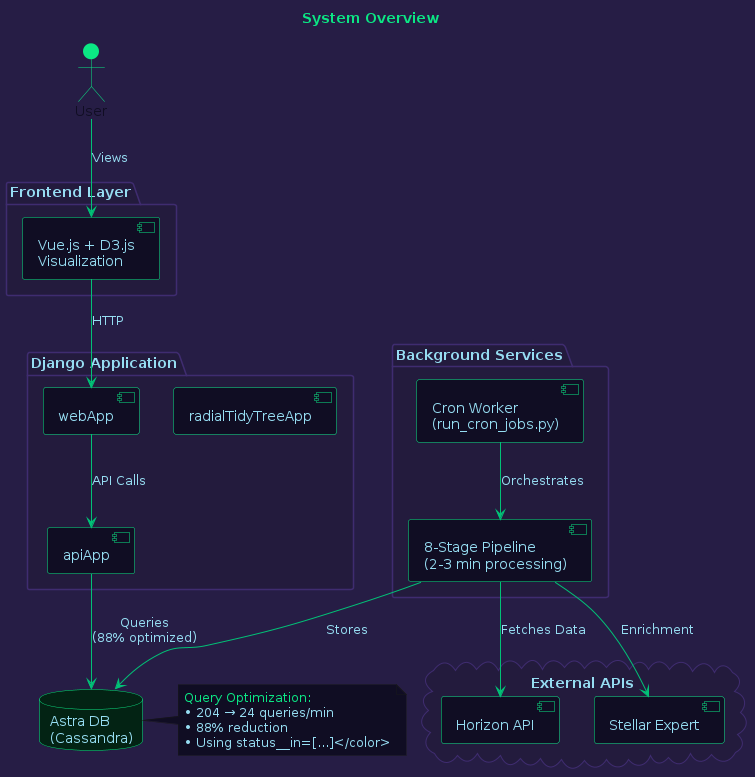 System Overview
User
Views
Frontend Layer
Vue.js + D3.js
Visualization
HTTP
Django Application
webApp
radialTidyTreeApp
API Calls
apiApp
Background Services
Cron Worker
(run_cron_jobs.py)
Orchestrates
8-Stage Pipeline
(2-3 min processing)
Queries
(88% optimized)
Stores
Fetches Data
Enrichment
External APIs
Horizon API
Stellar Expert
Astra DB
(Cassandra)
Query Optimization:
• 204 → 24 queries/min
• 88% reduction
• Using status__in=[...]</color>